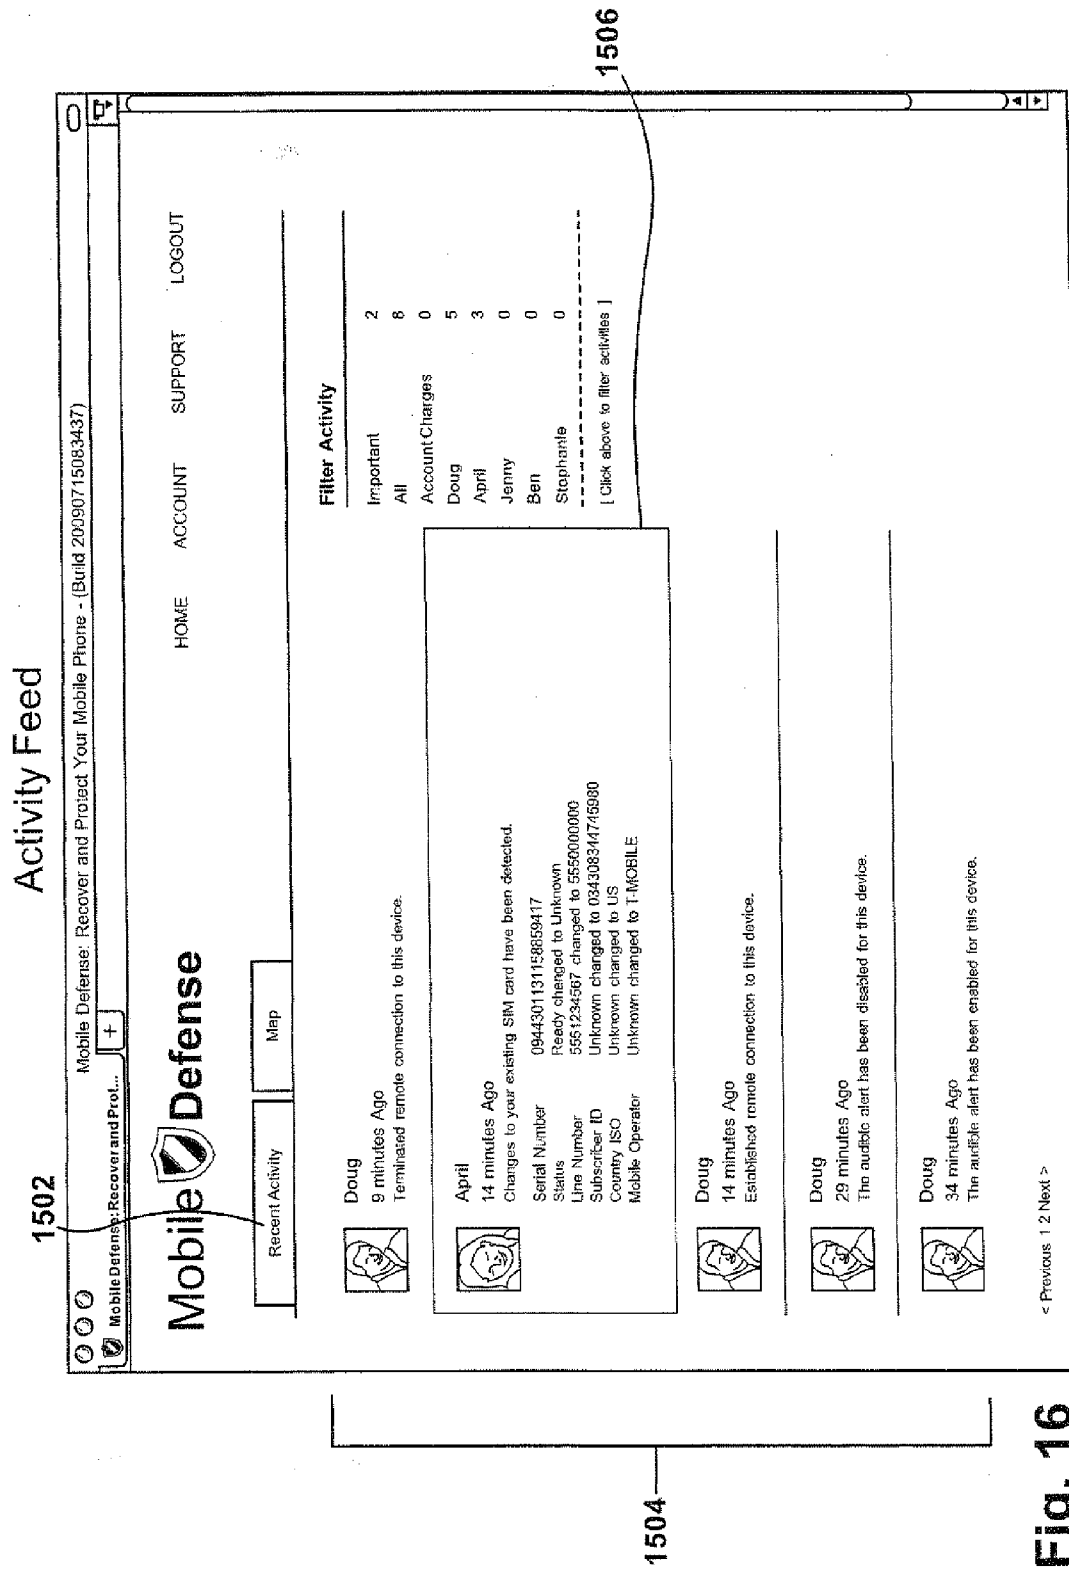 Activity Feed
1502
Mobile Defense: Recover and Protect Your Mobile Phone - (Build 20090715083437)
Mobile Defense: Recover and Prot... +
Mobile Defense
HOME ACCOUNT SUPPORT LOGOUT
Recent Activity Map
Doug
9 minutes Ago
Terminated remote connection to this device.
April
14 minutes Ago
Changes to your existing SIM card have been detected.
Serial Number 0944301131158859417
Status Ready changed to Unknown
Line Number 5551234567 changed to 5550000000
Subscriber ID Unknown changed to 034308344745980
Country ISO Unknown changed to US
Mobile Operator Unknown changed to T-MOBILE
Doug
14 minutes Ago
Established remote connection to this device.
Doug
29 minutes Ago
The audible alert has been disabled for this device.
Doug
34 minutes Ago
The audible alert has been enabled for this device.
< Previous 1 2 Next >
Filter Activity
Important 2
All 8
Account Charges 0
Doug 5
April 3
Jenny 0
Ben 0
Stephanie 0
[ Click above to filter activities ]
1504
1506
Fig. 16